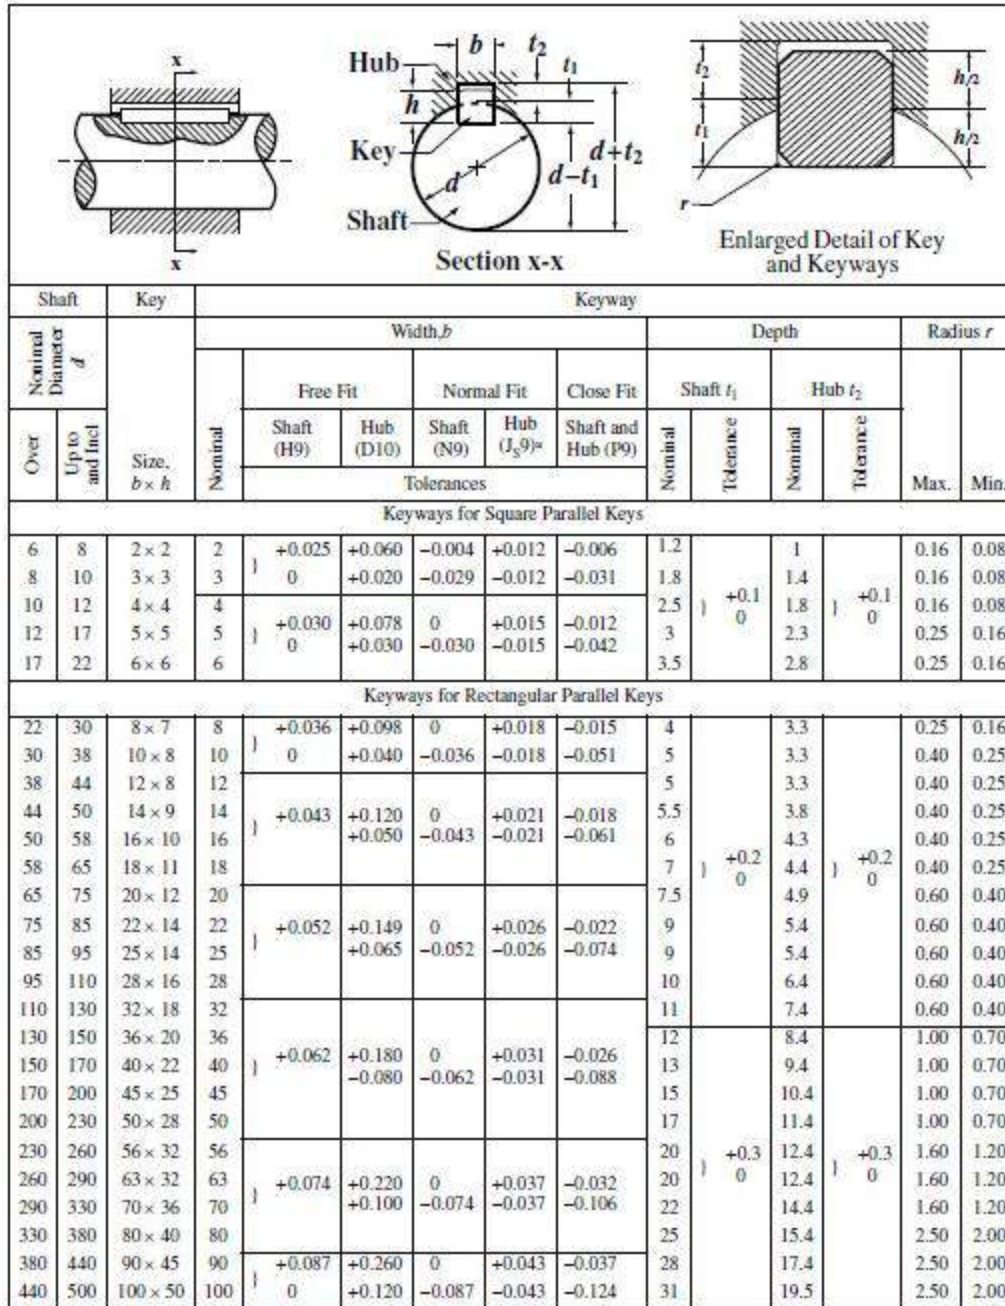 x
x
Hub
h
Key
d
Shaft
b
t2
t1
d+t2
d−t1
Section x-x
t2
t1
h/2
h/2
r
Enlarged Detail of Key
and Keyways
Shaft Key Keyway
Nominal Diameter d Width,b Depth Radius r
Free Fit Normal Fit Close Fit Shaft t1 Hub t2
Over Up to and Incl Size, b × h Nominal Shaft (H9) Hub (D10) Shaft (N9) Hub (JS9)ᵃ Shaft and Hub (P9) Nominal Tolerance Nominal Tolerance Max. Min.
Tolerances
Keyways for Square Parallel Keys
6 8 2 × 2 2 } +0.025 +0.060 −0.004 +0.012 −0.006 1.2 1 0.16 0.08
8 10 3 × 3 3 0 +0.020 −0.029 −0.012 −0.031 1.8 1.4 0.16 0.08
10 12 4 × 4 4 2.5 } +0.1 1.8 } +0.1 0.16 0.08
12 17 5 × 5 5 } +0.030 +0.078 0 +0.015 −0.012 3 0 2.3 0 0.25 0.16
17 22 6 × 6 6 0 +0.030 −0.030 −0.015 −0.042 3.5 2.8 0.25 0.16
Keyways for Rectangular Parallel Keys
22 30 8 × 7 8 } +0.036 +0.098 0 +0.018 −0.015 4 3.3 0.25 0.16
30 38 10 × 8 10 0 +0.040 −0.036 −0.018 −0.051 5 3.3 0.40 0.25
38 44 12 × 8 12 5 3.3 0.40 0.25
44 50 14 × 9 14 } +0.043 +0.120 0 +0.021 −0.018 5.5 3.8 0.40 0.25
50 58 16 × 10 16 +0.050 −0.043 −0.021 −0.061 6 4.3 0.40 0.25
58 65 18 × 11 18 7 } +0.2 4.4 } +0.2 0.40 0.25
65 75 20 × 12 20 7.5 0 4.9 0 0.60 0.40
75 85 22 × 14 22 } +0.052 +0.149 0 +0.026 −0.022 9 5.4 0.60 0.40
85 95 25 × 14 25 +0.065 −0.052 −0.026 −0.074 9 5.4 0.60 0.40
95 110 28 × 16 28 10 6.4 0.60 0.40
110 130 32 × 18 32 11 7.4 0.60 0.40
130 150 36 × 20 36 12 8.4 1.00 0.70
150 170 40 × 22 40 } +0.062 +0.180 0 +0.031 −0.026 13 9.4 1.00 0.70
170 200 45 × 25 45 −0.080 −0.062 −0.031 −0.088 15 10.4 1.00 0.70
200 230 50 × 28 50 17 11.4 1.00 0.70
230 260 56 × 32 56 20 } +0.3 12.4 } +0.3 1.60 1.20
260 290 63 × 32 63 } +0.074 +0.220 0 +0.037 −0.032 20 0 12.4 0 1.60 1.20
290 330 70 × 36 70 +0.100 −0.074 −0.037 −0.106 22 14.4 1.60 1.20
330 380 80 × 40 80 25 15.4 2.50 2.00
380 440 90 × 45 90 } +0.087 +0.260 0 +0.043 −0.037 28 17.4 2.50 2.00
440 500 100 × 50 100 0 +0.120 −0.087 −0.043 −0.124 31 19.5 2.50 2.00